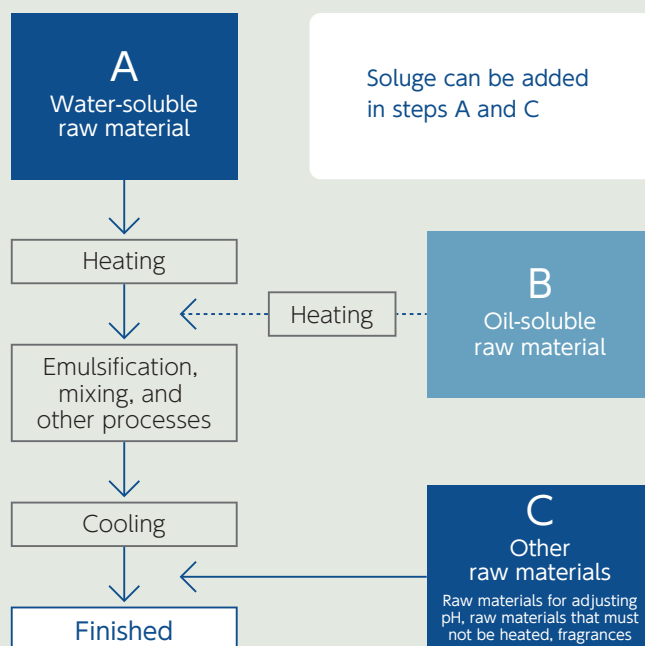 A
Water-soluble
raw material
Soluge can be added
in steps A and C
Heating
Heating
B
Oil-soluble
raw material
Emulsification,
mixing, and
other processes
Cooling
C
Other
raw materials
Raw materials for adjusting
pH, raw materials that must
not be heated, fragrances
Finished